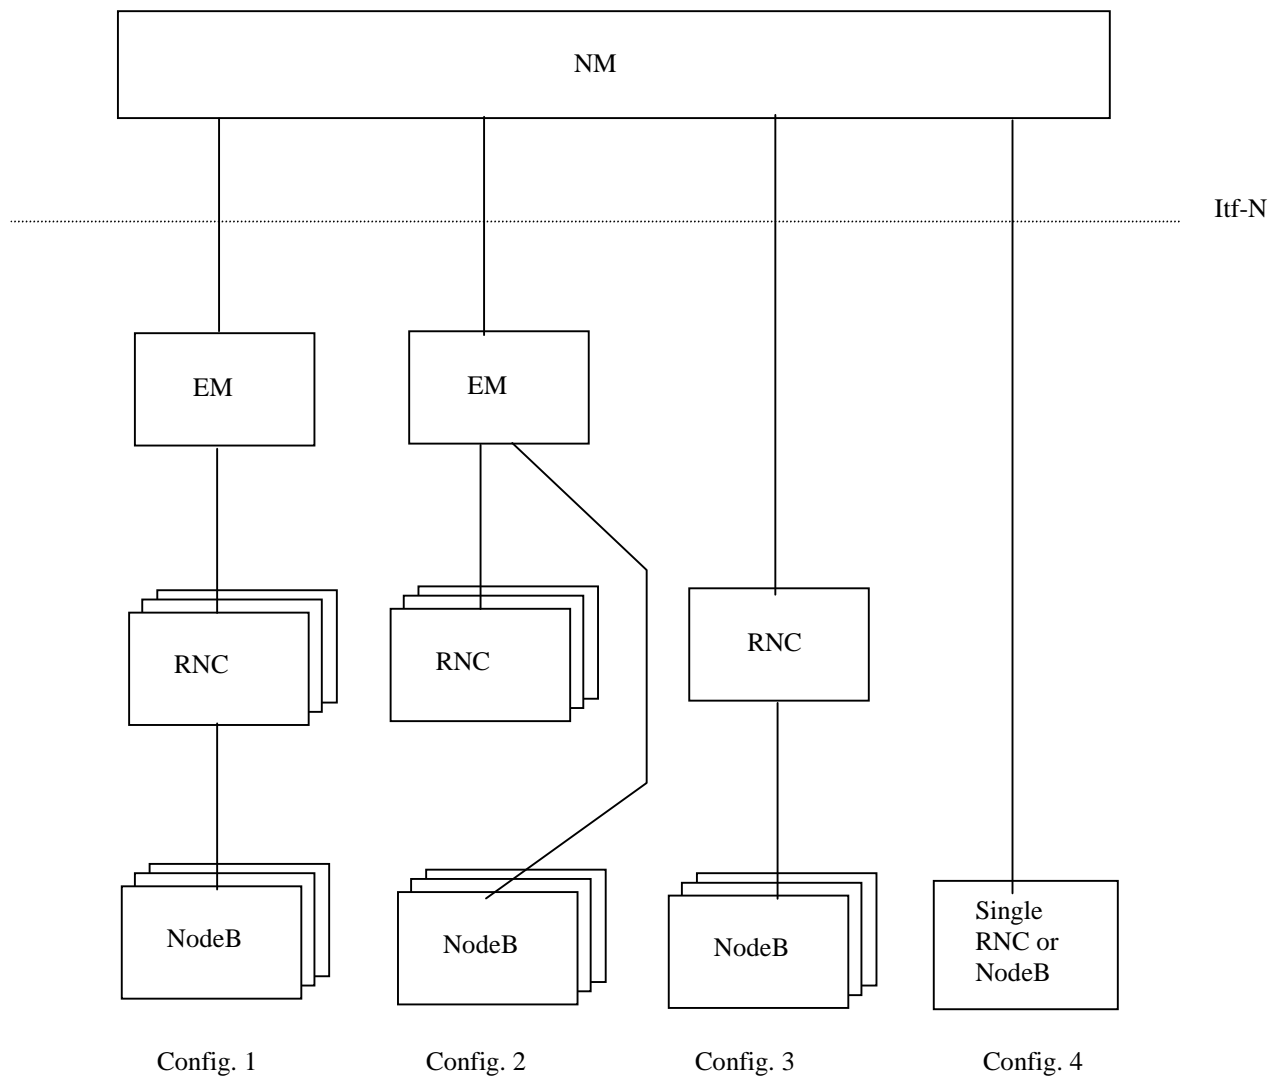 NM
Itf-N
EM
EM
RNC
RNC
RNC
NodeB
NodeB
NodeB
Single
RNC or
NodeB
Config. 1
Config. 2
Config. 3
Config. 4